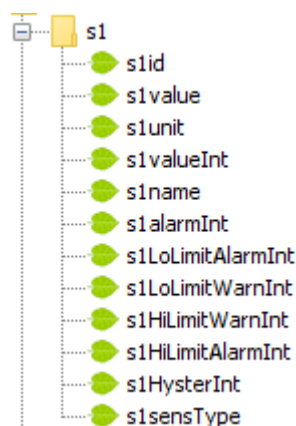 s1
s1id
s1value
s1unit
s1valueInt
s1name
s1alarmInt
s1LoLimitAlarmInt
s1LoLimitWarnInt
s1HiLimitWarnInt
s1HiLimitAlarmInt
s1HysterInt
s1sensType